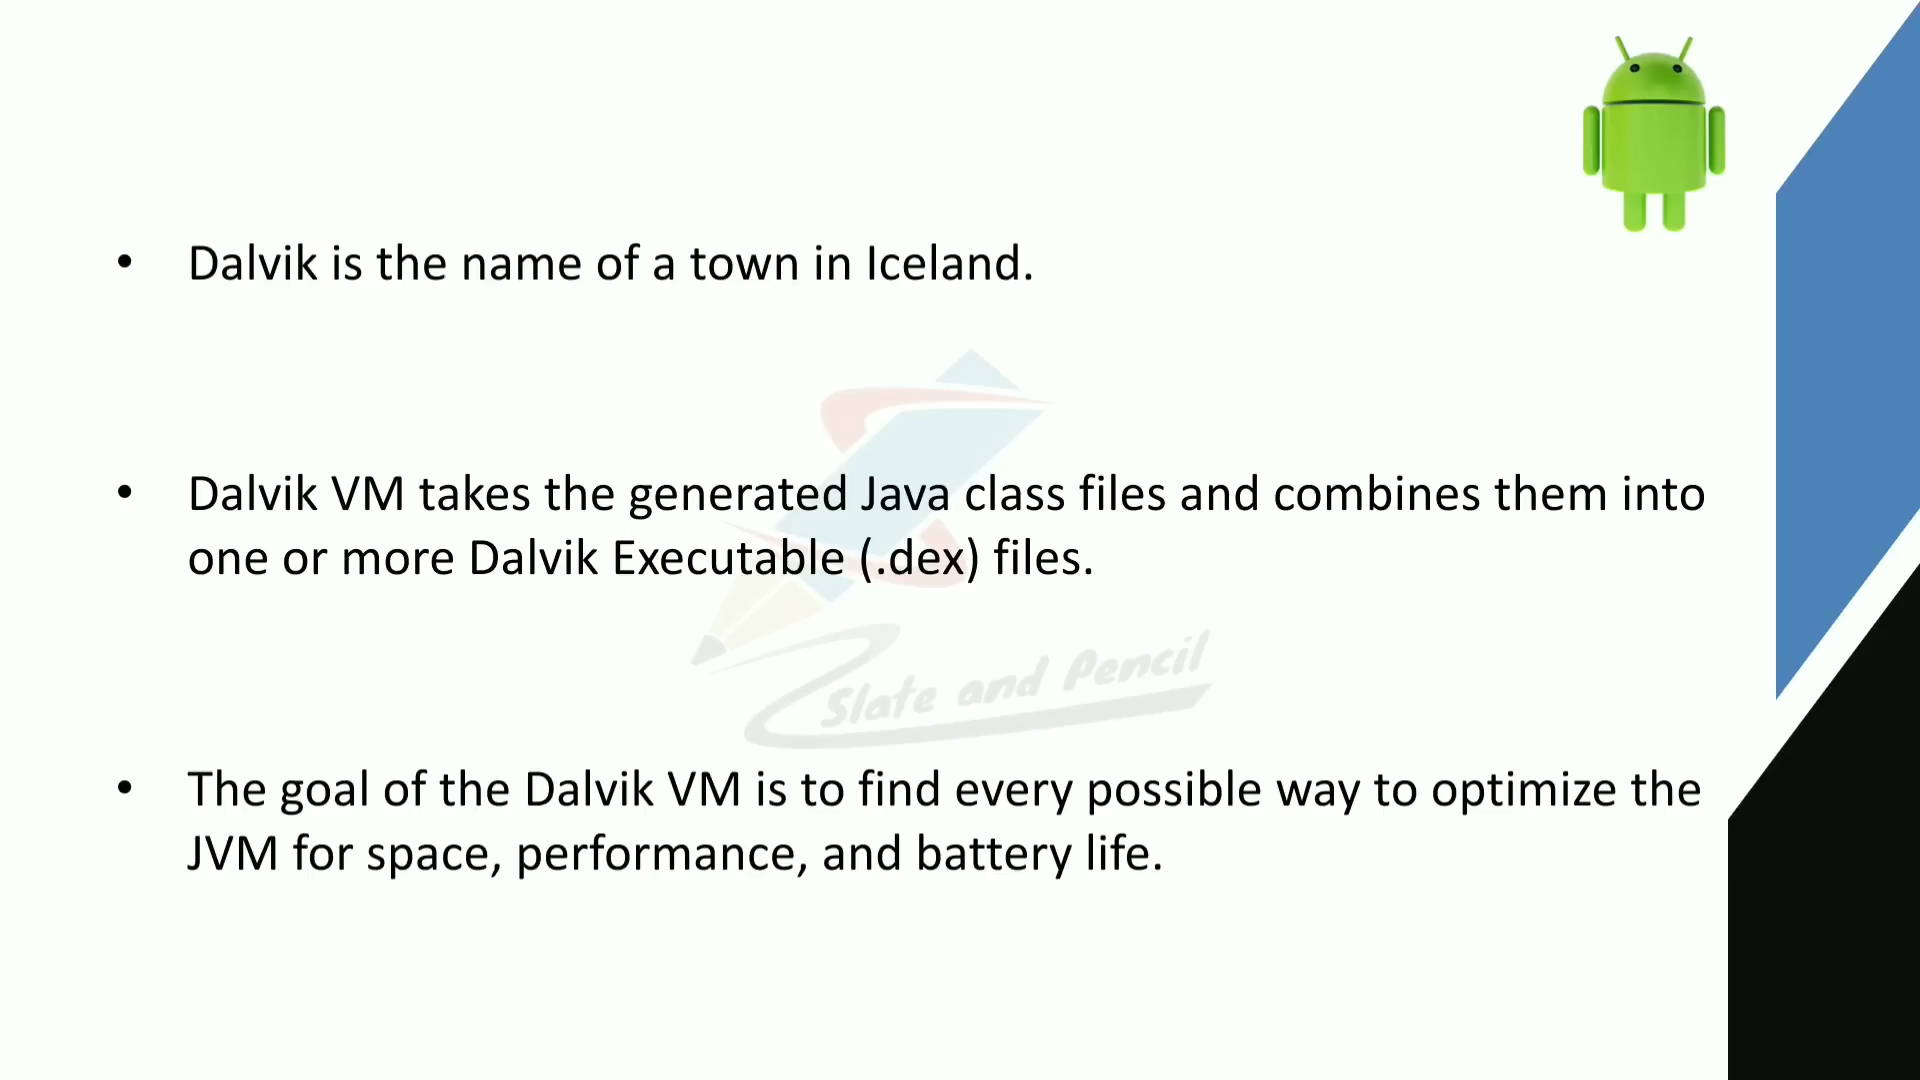 • Dalvik is the name of a town in Iceland.
• Dalvik VM takes the generated Java class files and combines them into
one or more Dalvik Executable (.dex) files.
Slate and Pencil
• The goal of the Dalvik VM is to find every possible way to optimize the
JVM for space, performance, and battery life.